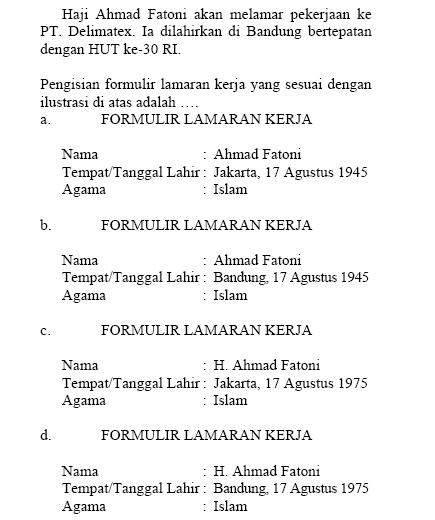 Haji Ahmad Fatoni akan melamar pekerjaan ke
PT. Delimatex. Ia dilahirkan di Bandung bertepatan
dengan HUT ke-30 RI.
Pengisian formulir lamaran kerja yang sesuai dengan
ilustrasi di atas adalah ….
a. FORMULIR LAMARAN KERJA
Nama : Ahmad Fatoni
Tempat/Tanggal Lahir : Jakarta, 17 Agustus 1945
Agama : Islam
b. FORMULIR LAMARAN KERJA
Nama : Ahmad Fatoni
Tempat/Tanggal Lahir : Bandung, 17 Agustus 1945
Agama : Islam
c. FORMULIR LAMARAN KERJA
Nama : H. Ahmad Fatoni
Tempat/Tanggal Lahir : Jakarta, 17 Agustus 1975
Agama : Islam
d. FORMULIR LAMARAN KERJA
Nama : H. Ahmad Fatoni
Tempat/Tanggal Lahir : Bandung, 17 Agustus 1975
Agama : Islam